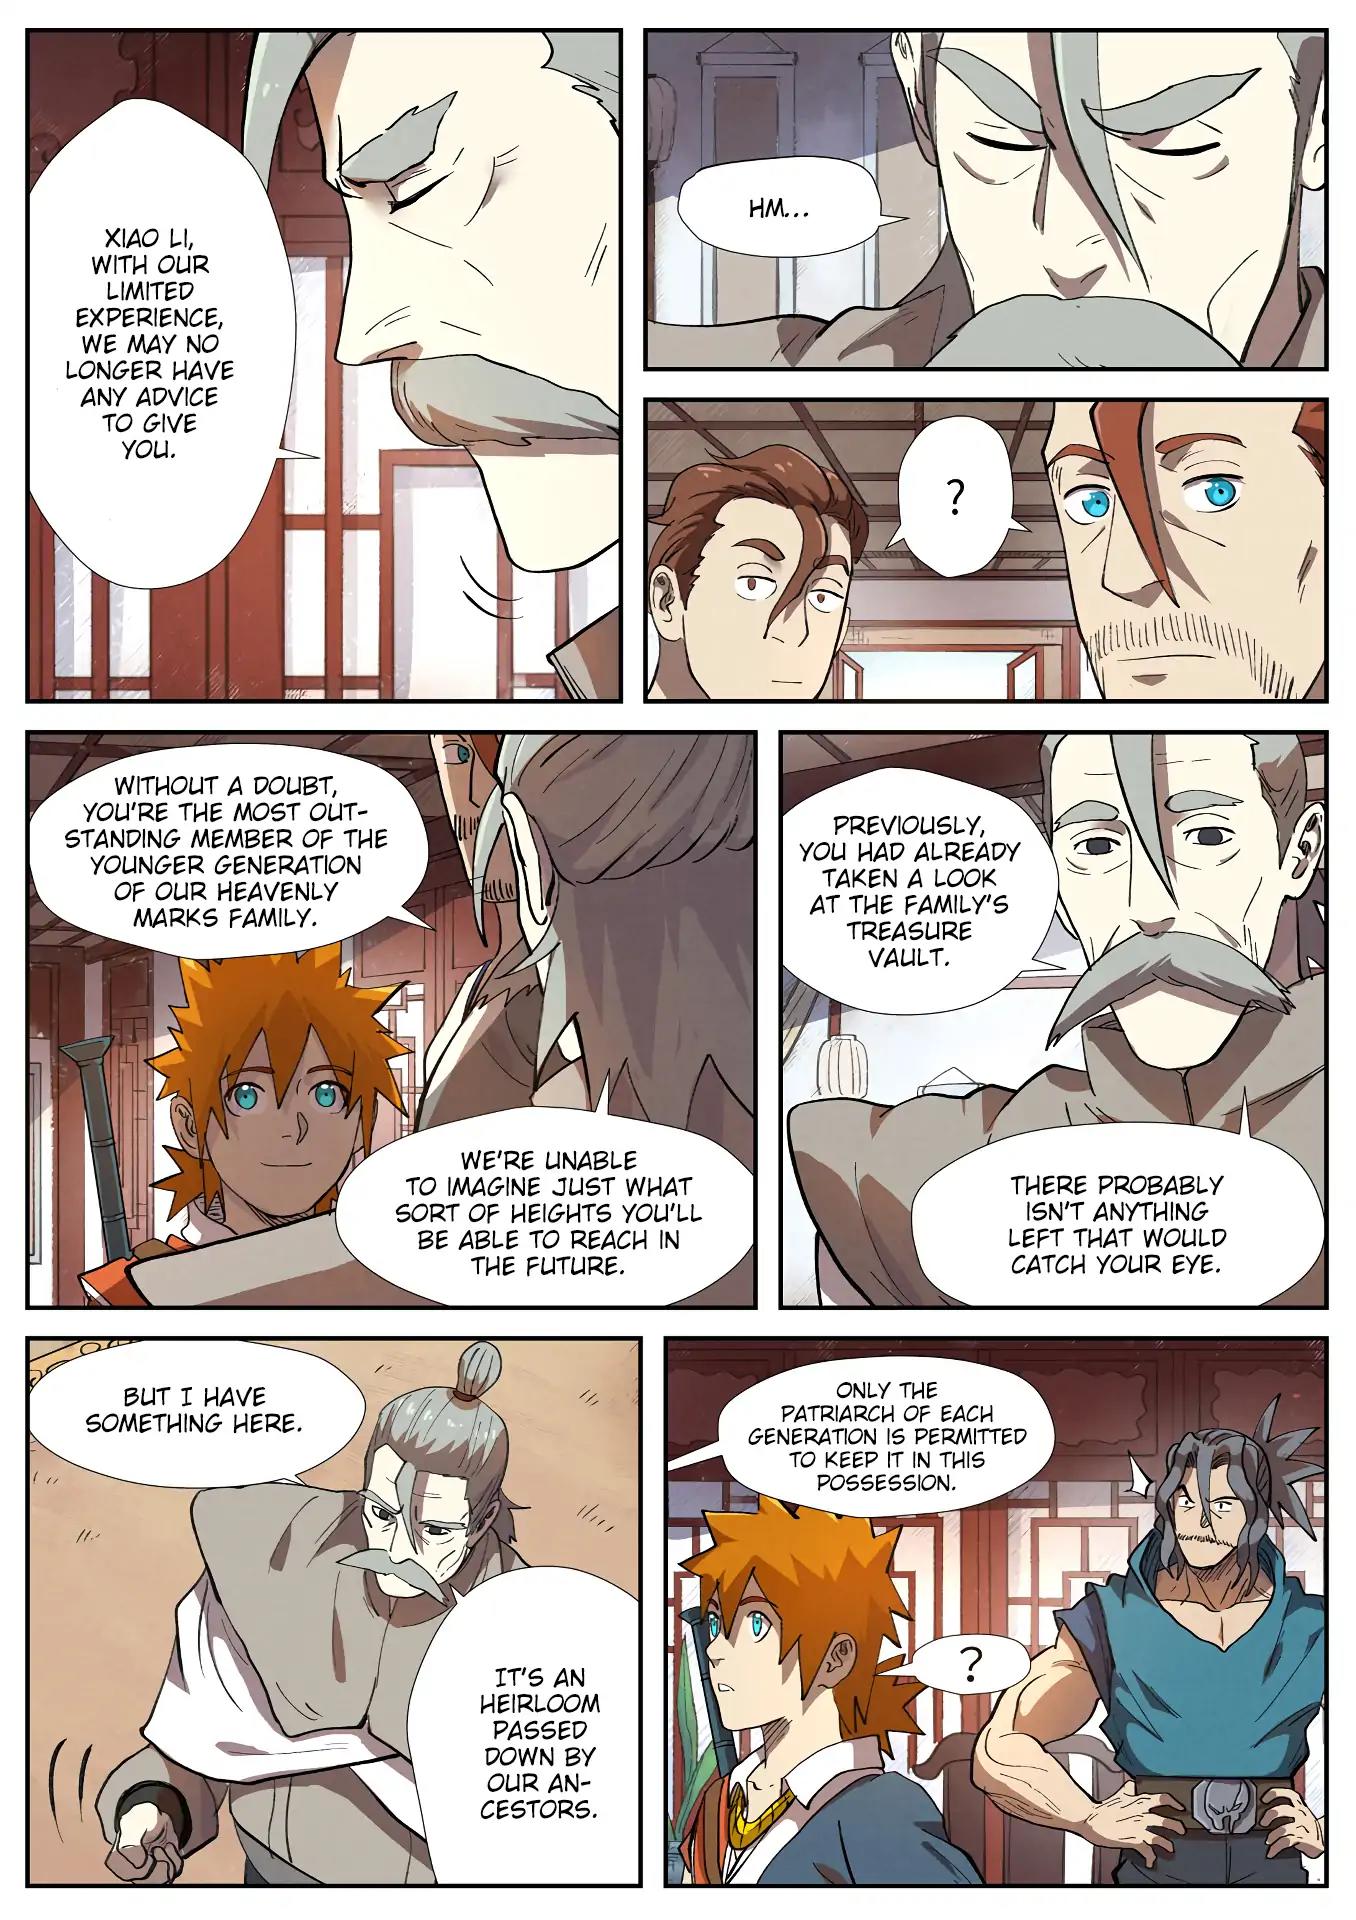 XIAO LI,
WITH OUR
LIMITED
EXPERIENCE,
WE MAY NO
LONGER HAVE
ANY ADVICE
TO GIVE
YOU.
HM...
?
WITHOUT A DOUBT,
YOU'RE THE MOST OUT-
STANDING MEMBER OF THE
YOUNGER GENERATION
OF OUR HEAVENLY
MARKS FAMILY.
WE'RE UNABLE
TO IMAGINE JUST WHAT
SORT OF HEIGHTS YOU'LL
BE ABLE TO REACH IN
THE FUTURE.
PREVIOUSLY,
YOU HAD ALREADY
TAKEN A LOOK
AT THE FAMILY'S
TREASURE
VAULT.
THERE PROBABLY
ISN'T ANYTHING
LEFT THAT WOULD
CATCH YOUR EYE.
BUT I HAVE
SOMETHING HERE.
IT'S AN
HEIRLOOM
PASSED
DOWN BY
OUR AN-
CESTORS.
ONLY THE
PATRIARCH OF EACH
GENERATION IS PERMITTED
TO KEEP IT IN THIS
POSSESSION.
?